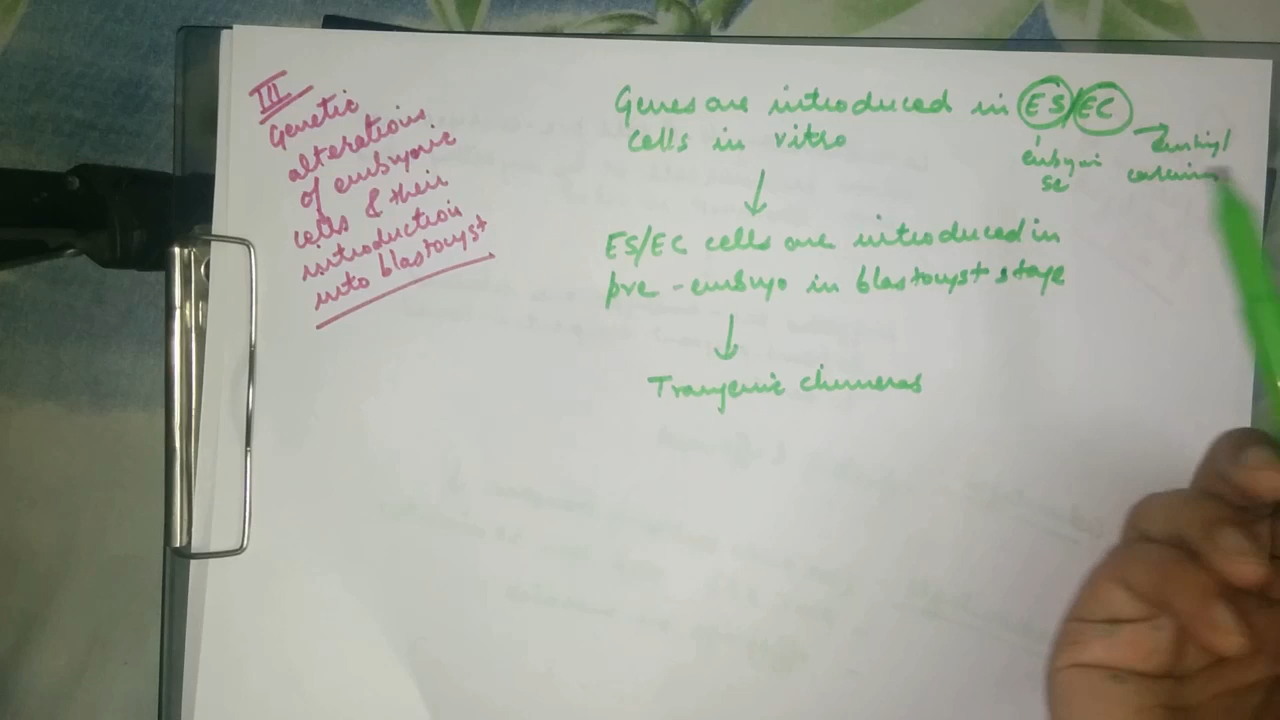 III.
Genetic
alterations
of embryonic
cells & their
introduction
into blastocyst
Genes are introduced in ES/EC
cells in vitro
SC
ES/EC cells are introduced in
pre-embryo in blastocyst stage
Transgenic chimeras